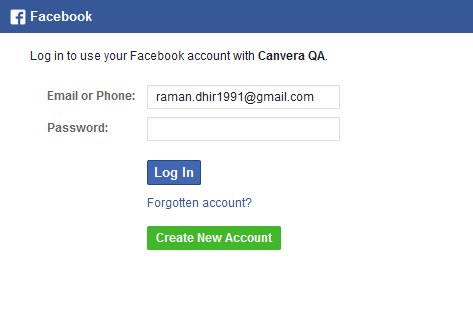 Facebook
Log in to use your Facebook account with Canvera QA.
Email or Phone: raman.dhir1991@gmail.com
Password:
Log In
Forgotten account?
Create New Account